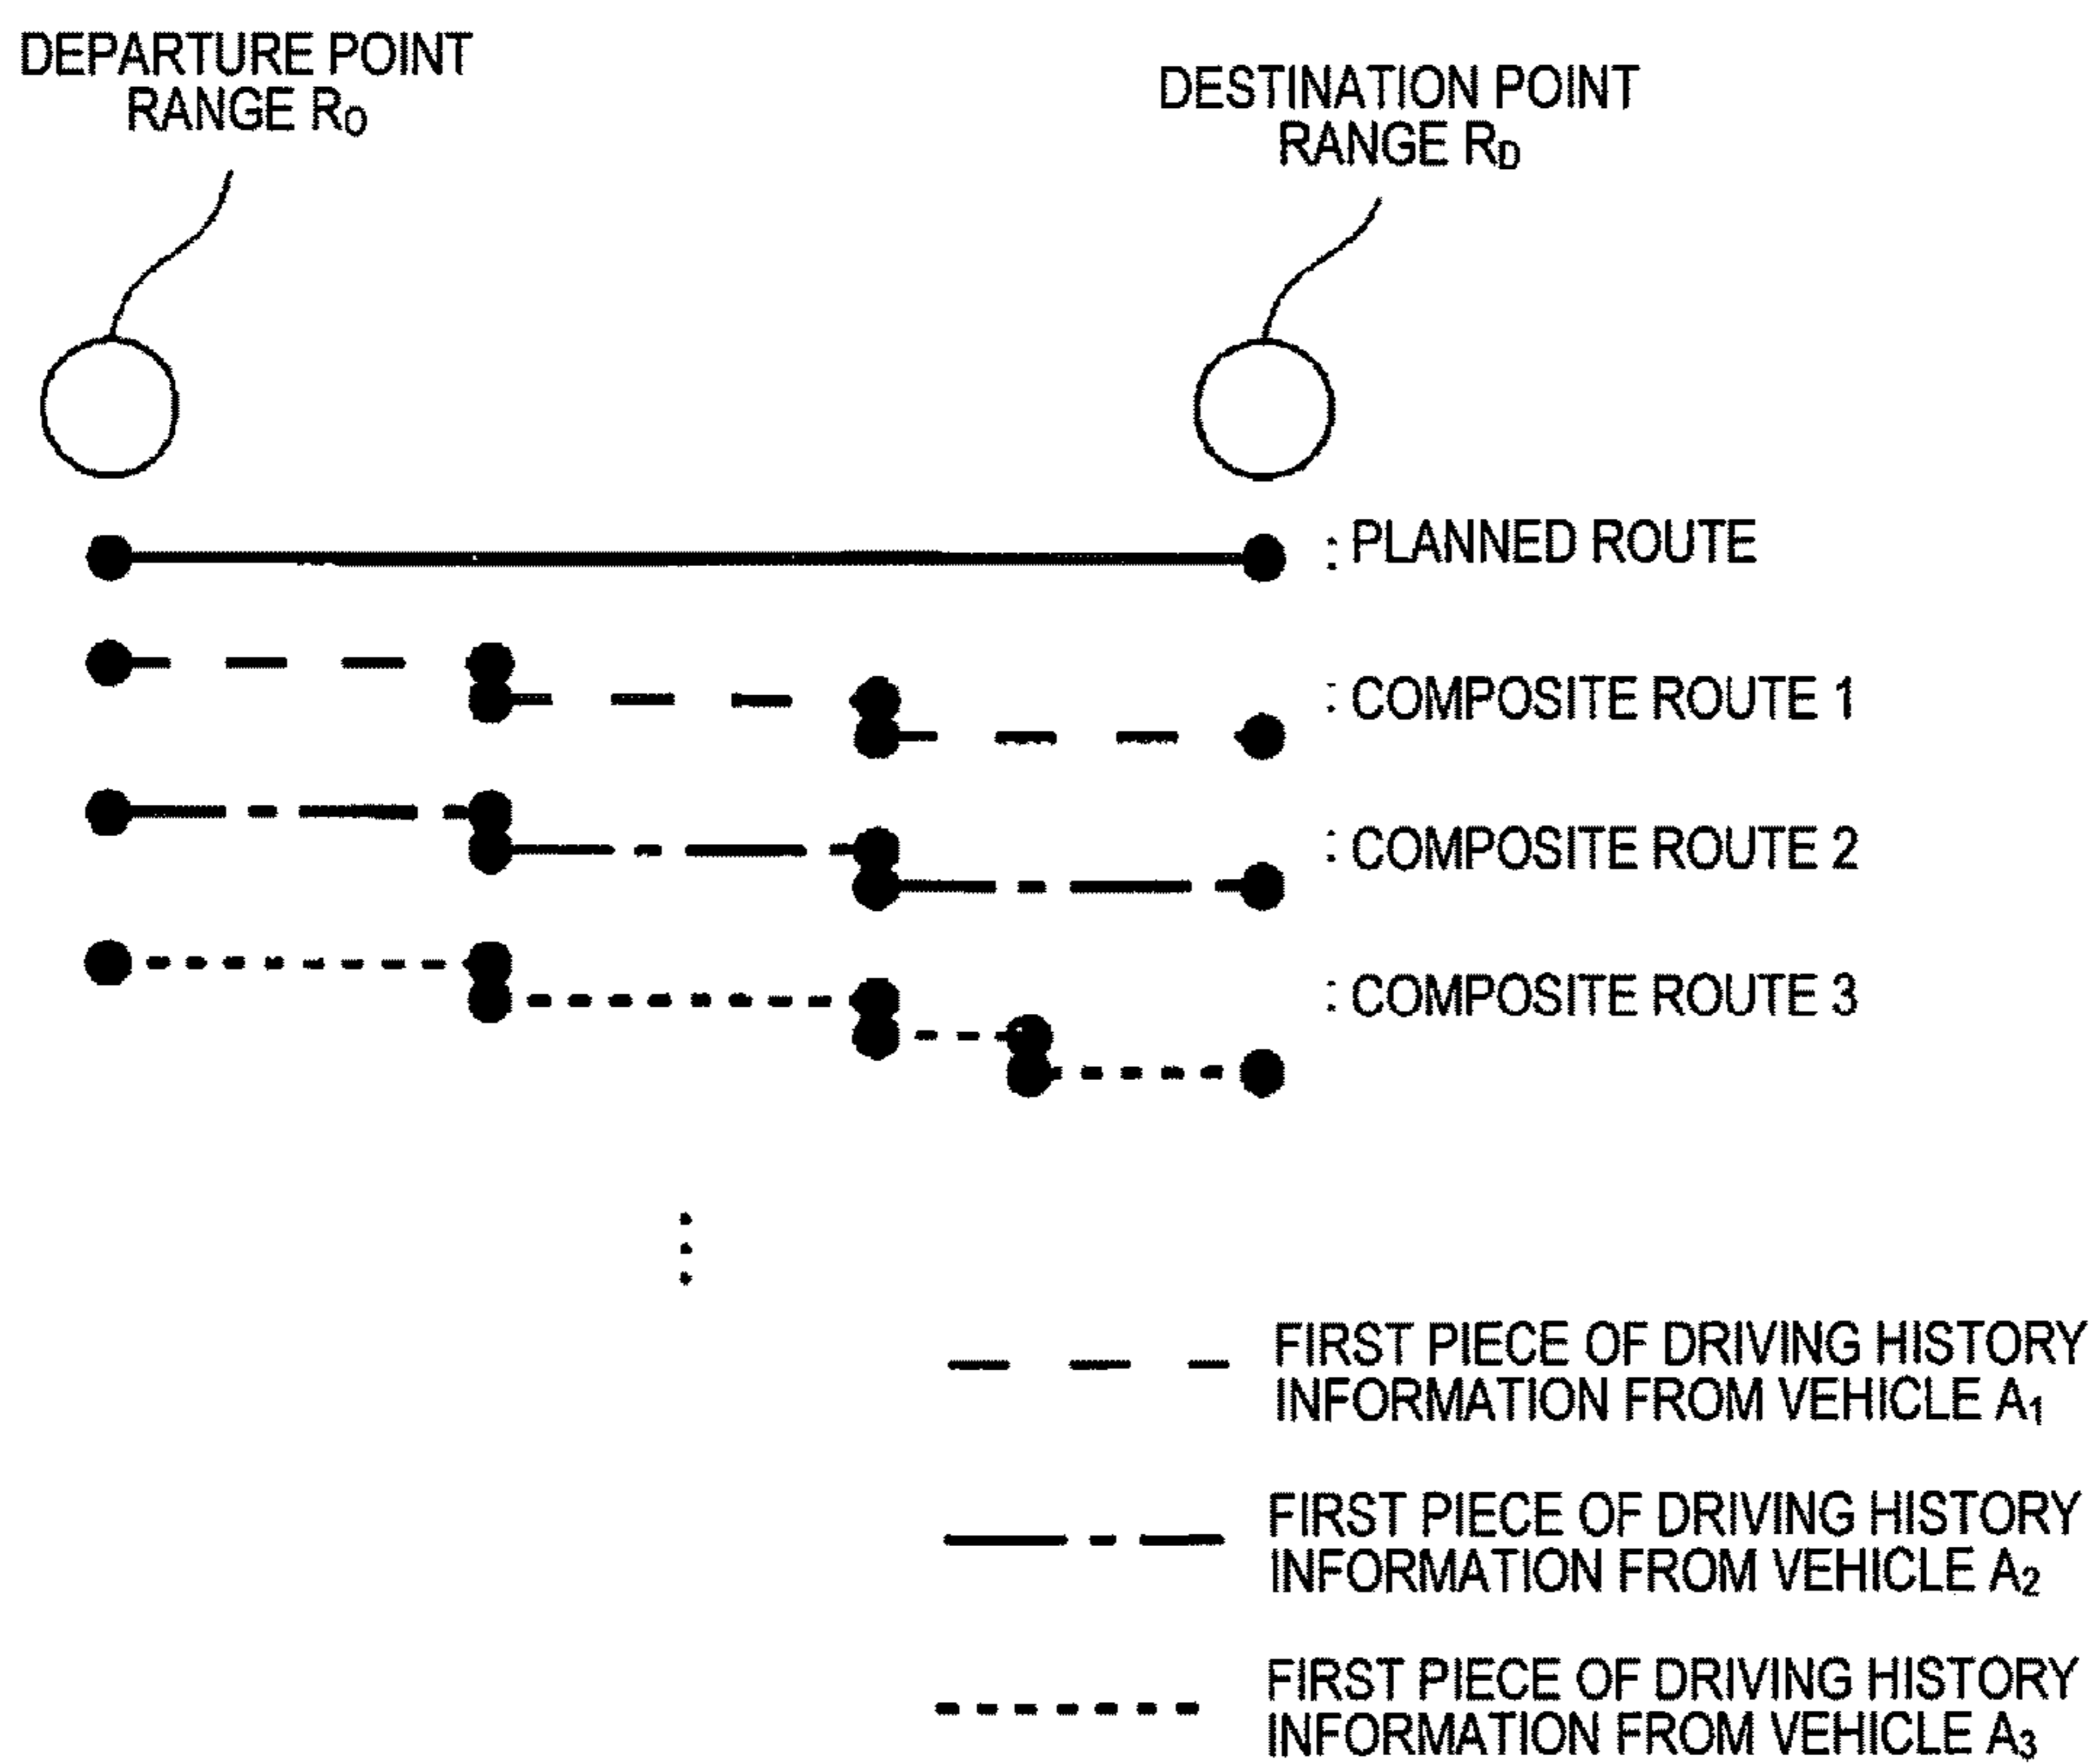 DEPARTURE POINT
RANGE RO
DESTINATION POINT
RANGE RD
: PLANNED ROUTE
: COMPOSITE ROUTE 1
: COMPOSITE ROUTE 2
: COMPOSITE ROUTE 3
FIRST PIECE OF DRIVING HISTORY
INFORMATION FROM VEHICLE A1
FIRST PIECE OF DRIVING HISTORY
INFORMATION FROM VEHICLE A2
FIRST PIECE OF DRIVING HISTORY
INFORMATION FROM VEHICLE A3